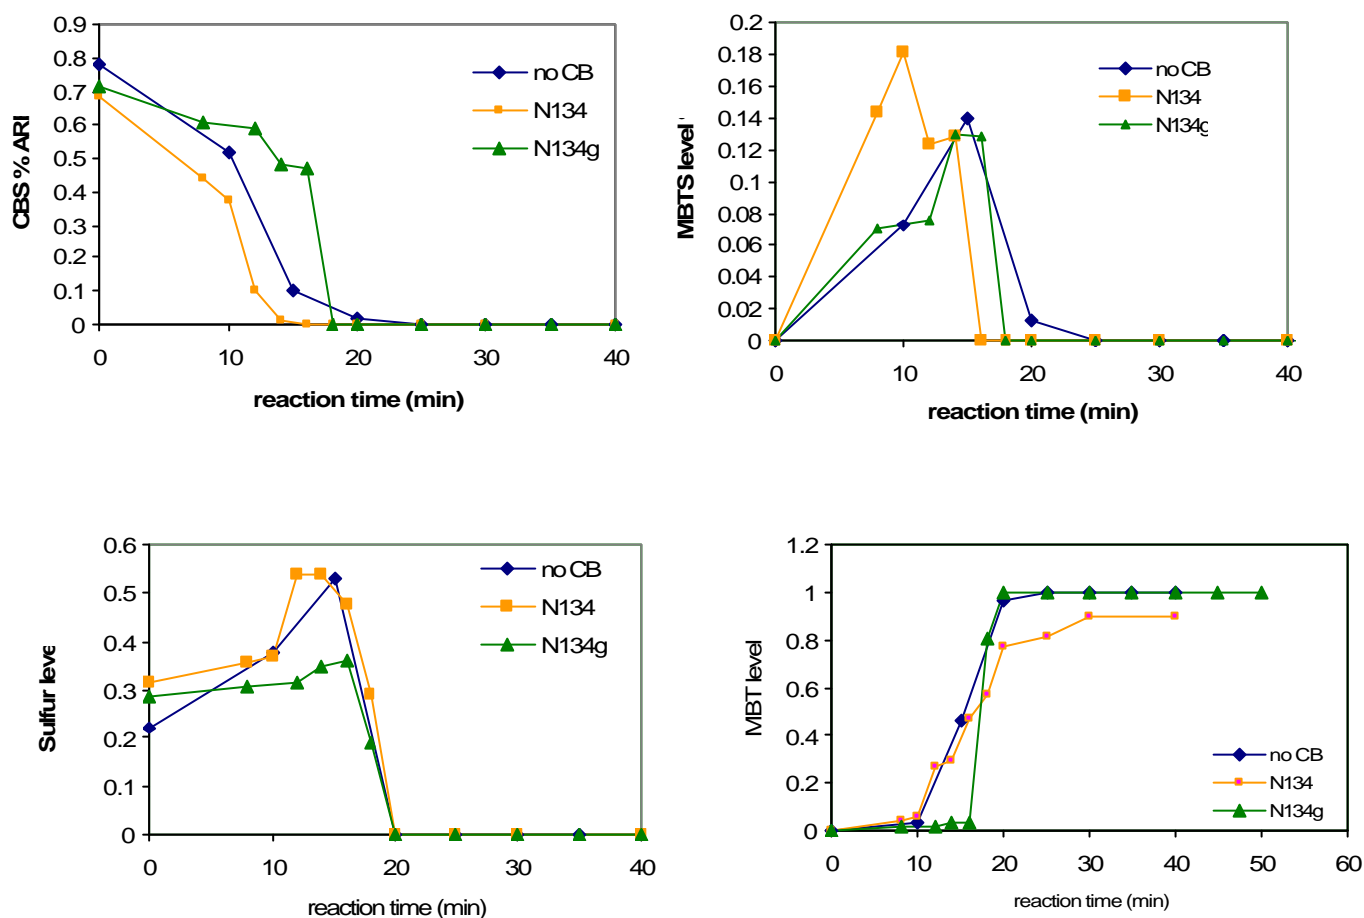 0.8
0.7
0.6
0.5
0.4
0.3
0.2
0.1
0
CBS % ARI
no CB
N134
N134g
0 10 20 30 40
reaction time (min)
0.2
0.18
0.16
0.14
0.12
0.1
0.08
0.06
0.04
0.02
0
MBTS level
no CB
N134
N134g
0 10 20 30 40
reaction time (min)
0.6
0.5
0.4
0.3
0.2
0.1
0
Sulfur leve
no CB
N134
N134g
0 10 20 30 40
reaction time (min)
1.2
1
0.8
0.6
0.4
0.2
0
MBT level
no CB
N134
N134g
0 10 20 30 40 50 60
reaction time (min)